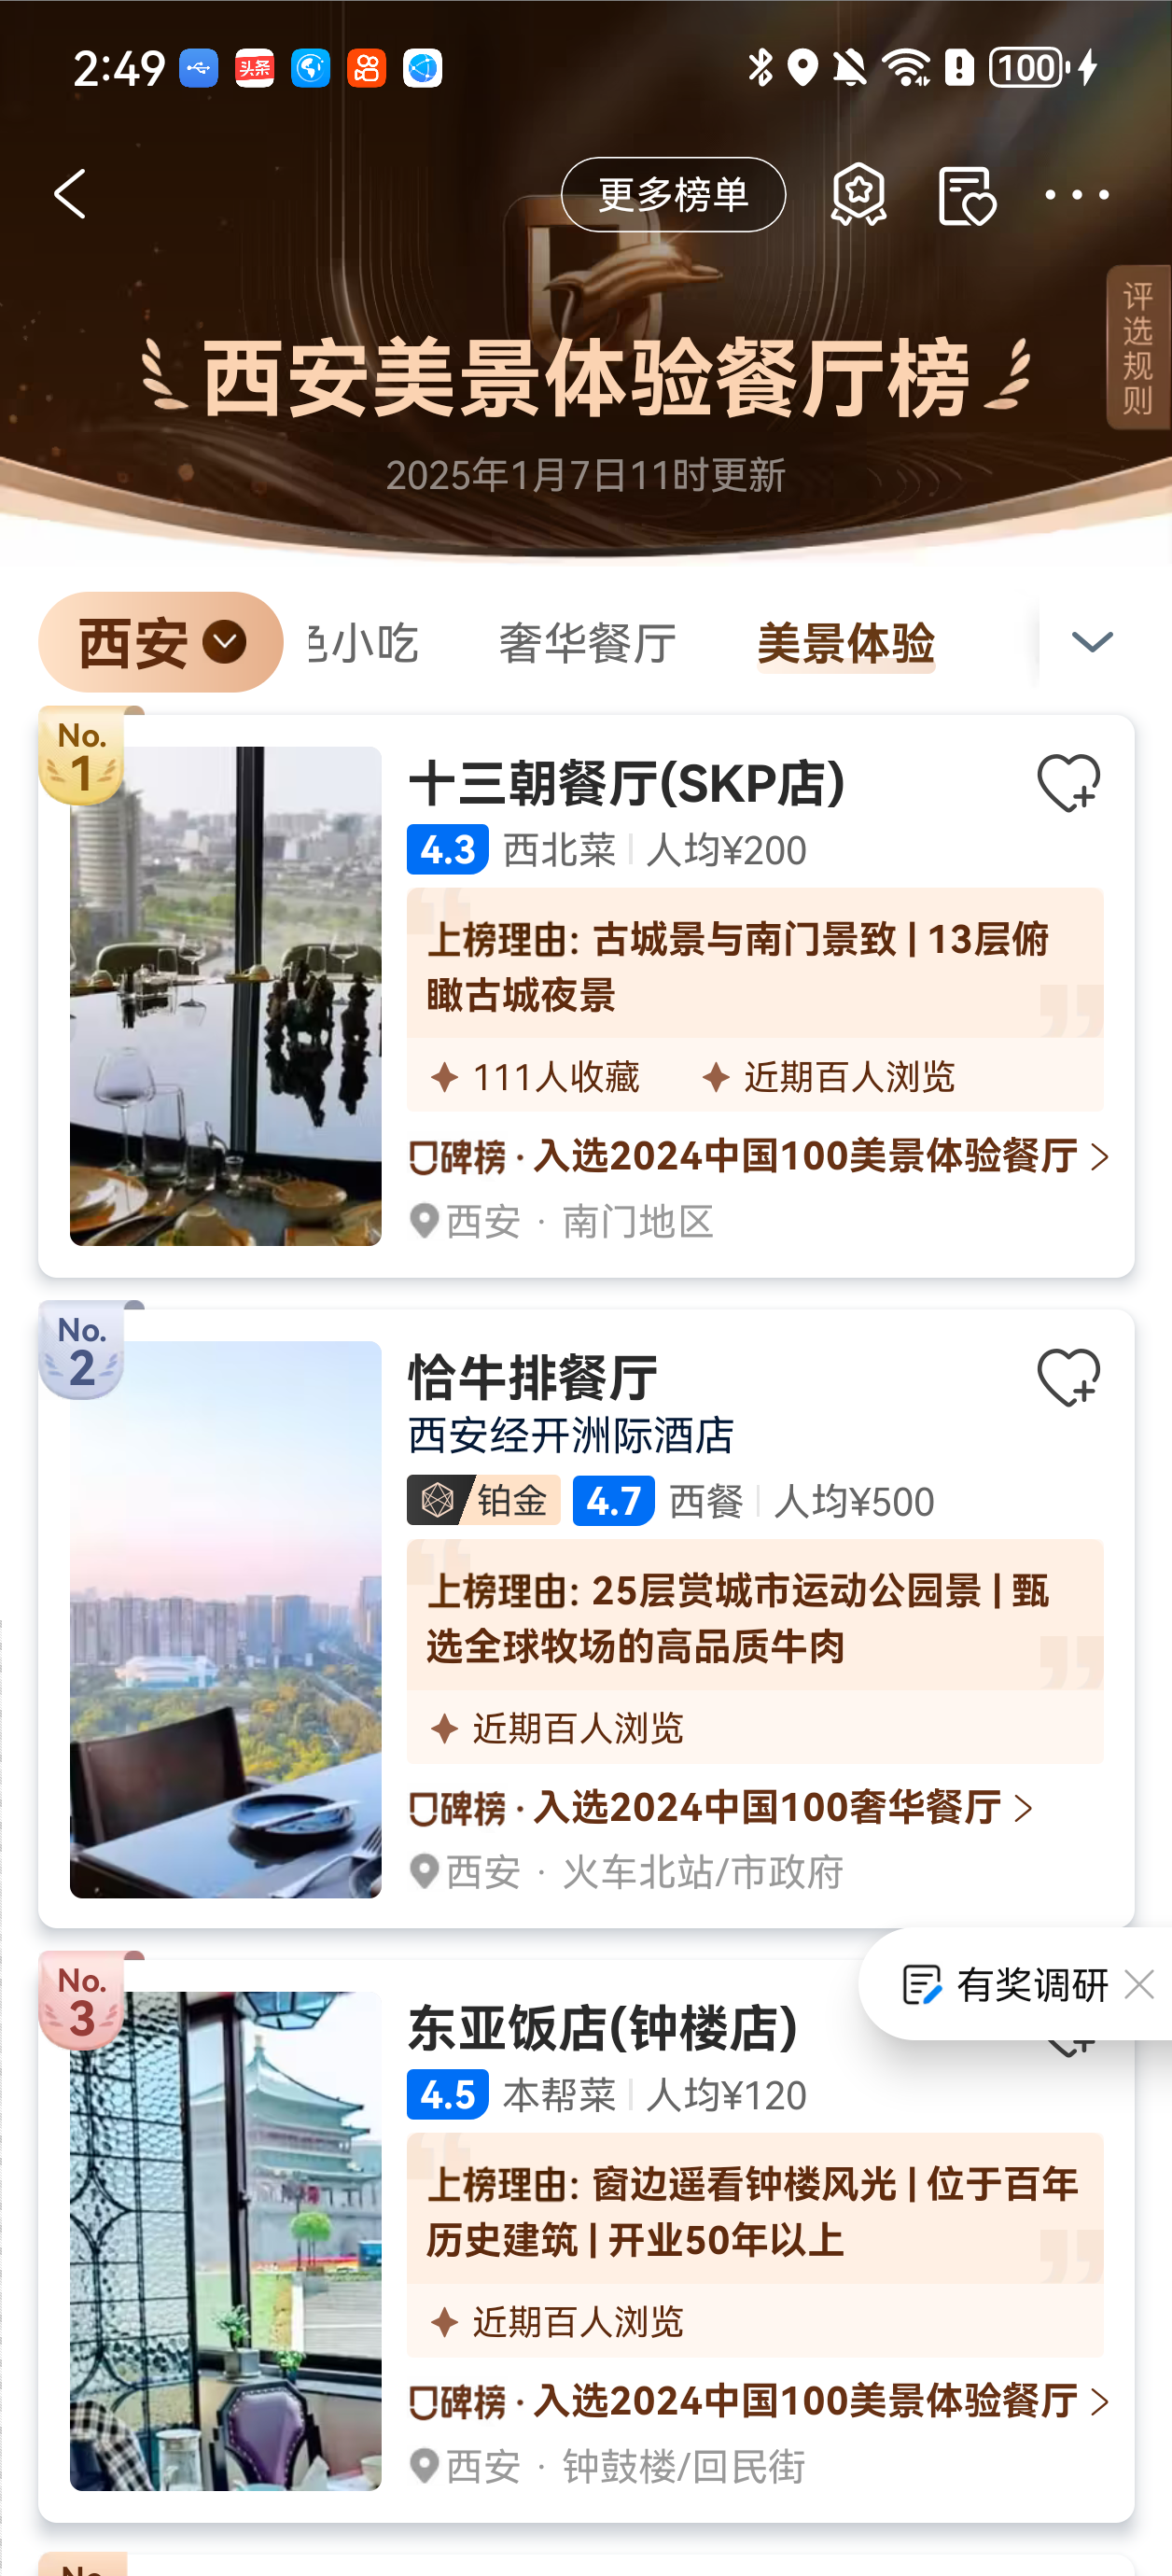 2:49
头条
100
更多榜单
评选规则
西安美景体验餐厅榜
2025年1月7日11时更新
西安
小吃
奢华餐厅
美景体验
No.
1
十三朝餐厅(SKP店)
4.3 西北菜 人均¥200
上榜理由: 古城景与南门景致 | 13层俯
瞰古城夜景
111人收藏 近期百人浏览
口碑榜 · 入选2024中国100美景体验餐厅
西安 · 南门地区
No.
2
恰牛排餐厅
西安经开洲际酒店
铂金 4.7 西餐 人均¥500
上榜理由: 25层赏城市运动公园景 | 甄
选全球牧场的高品质牛肉
近期百人浏览
口碑榜 · 入选2024中国100奢华餐厅
西安 · 火车北站/市政府
有奖调研
No.
3
东亚饭店(钟楼店)
4.5 本帮菜 人均¥120
上榜理由: 窗边遥看钟楼风光 | 位于百年
历史建筑 | 开业50年以上
近期百人浏览
口碑榜 · 入选2024中国100美景体验餐厅
西安 · 钟鼓楼/回民街
No.